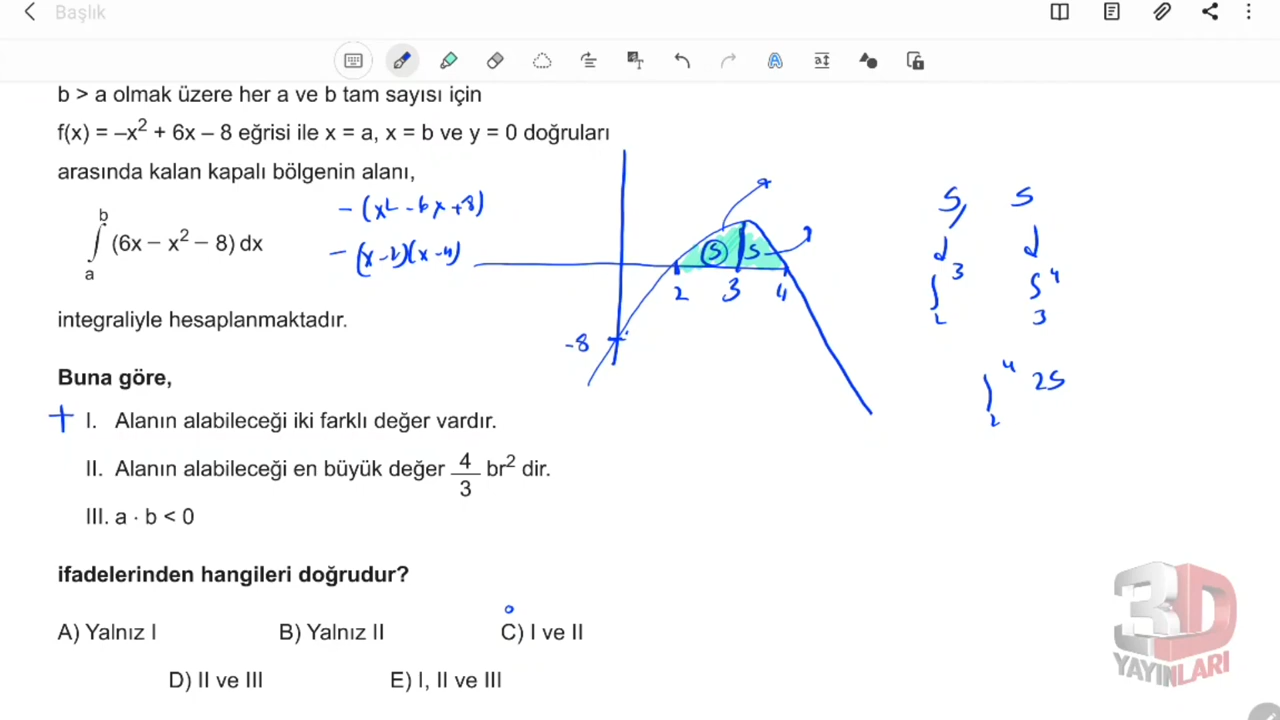 Başlık
b > a olmak üzere her a ve b tam sayısı için
f(x) = –x² + 6x – 8 eğrisi ile x = a, x = b ve y = 0 doğruları
arasında kalan kapalı bölgenin alanı,
- (x² - 6x + 8)
- (x-2)(x-4)
b
∫ (6x – x² – 8) dx
a
S S
2 3 4
-8
S, S
∫ 3 2
∫ 4 3
∫ 4 2 2S
integraliyle hesaplanmaktadır.
Buna göre,
+ I. Alanın alabileceği iki farklı değer vardır.
II. Alanın alabileceği en büyük değer 4/3 br² dir.
III. a · b < 0
ifadelerinden hangileri doğrudur?
A) Yalnız I B) Yalnız II C) I ve II
D) II ve III E) I, II ve III
3D
YAYINLARI